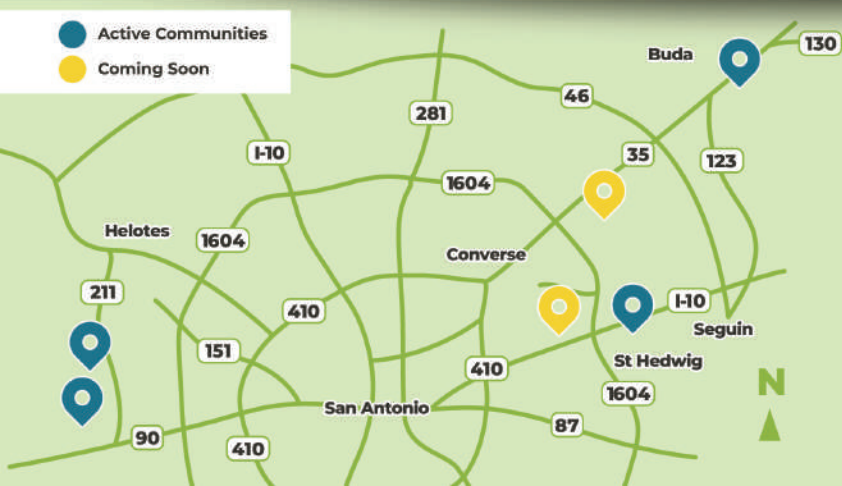 Active Communities
Coming Soon
Buda
130
46
281
I-10
35
123
1604
Helotes
1604
Converse
211
410
I-10
Seguin
151
St Hedwig
410
N
1604
San Antonio
87
90
410